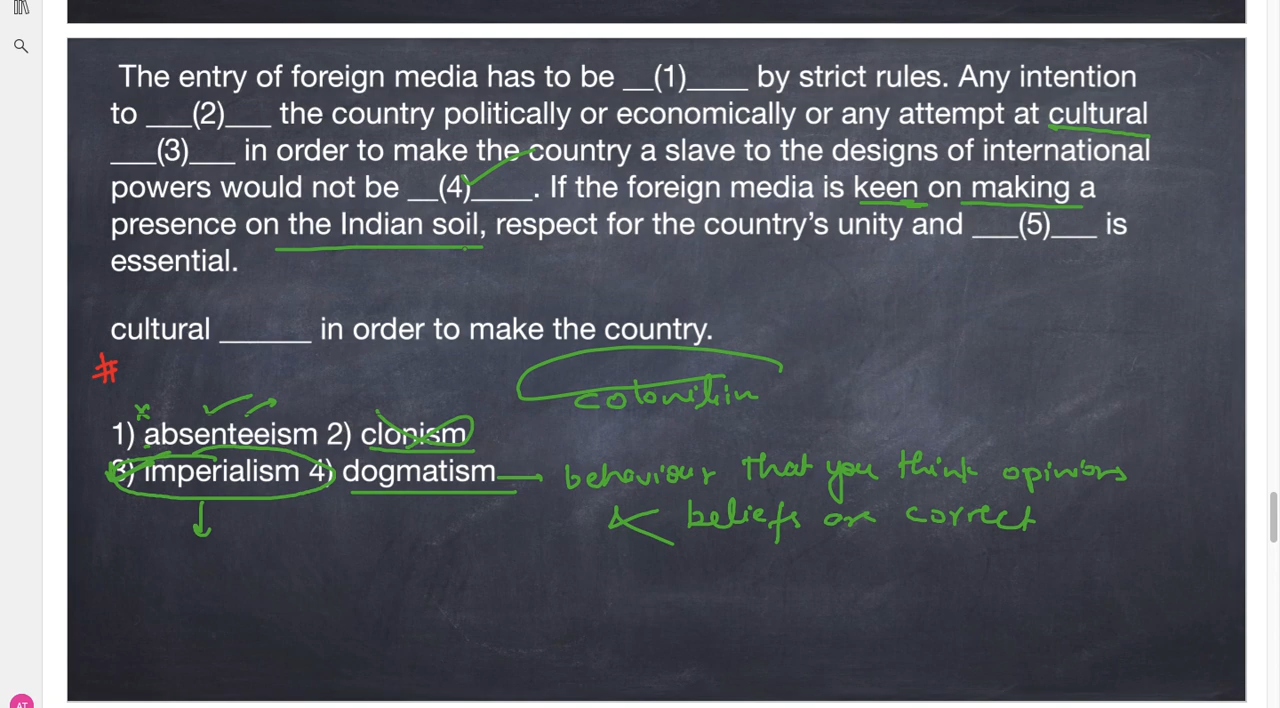 The entry of foreign media has to be __(1)____ by strict rules. Any intention
to ___(2)___ the country politically or economically or any attempt at cultural
___(3)___ in order to make the country a slave to the designs of international
powers would not be __(4)____. If the foreign media is keen on making a
presence on the Indian soil, respect for the country's unity and ___(5)___ is
essential.
cultural ______ in order to make the country.
#
1) absenteeism 2) clonism
3) imperialism 4) dogmatism
behaviour that you think opinions
beliefs or correct
AT